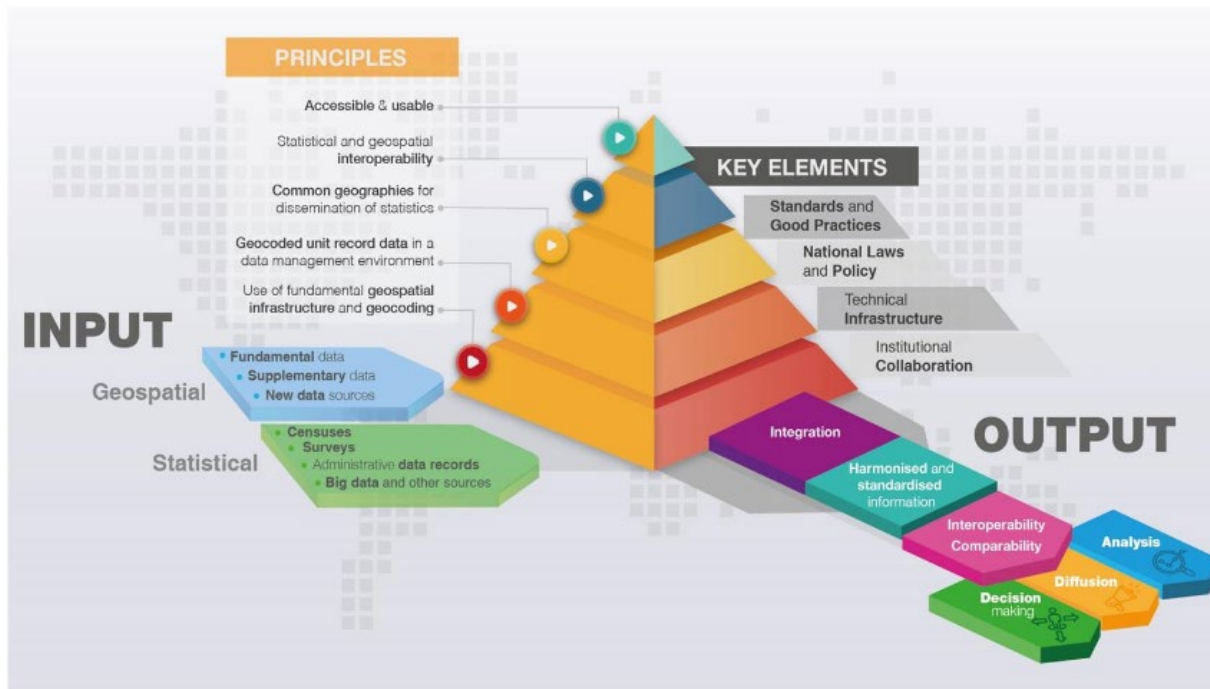 PRINCIPLES
Accessible & usable
Statistical and geospatial
interoperability
Common geographies for
dissemination of statistics
Geocoded unit record data in a
data management environment
Use of fundamental geospatial
infrastructure and geocoding
KEY ELEMENTS
Standards and
Good Practices
National Laws
and Policy
Technical
Infrastructure
Institutional
Collaboration
INPUT
Geospatial
Fundamental data
Supplementary data
New data sources
Statistical
Censuses
Surveys
Administrative data records
Big data and other sources
OUTPUT
Integration
Harmonised and
standardised
information
Interoperability
Comparability
Analysis
Diffusion
Decision
making